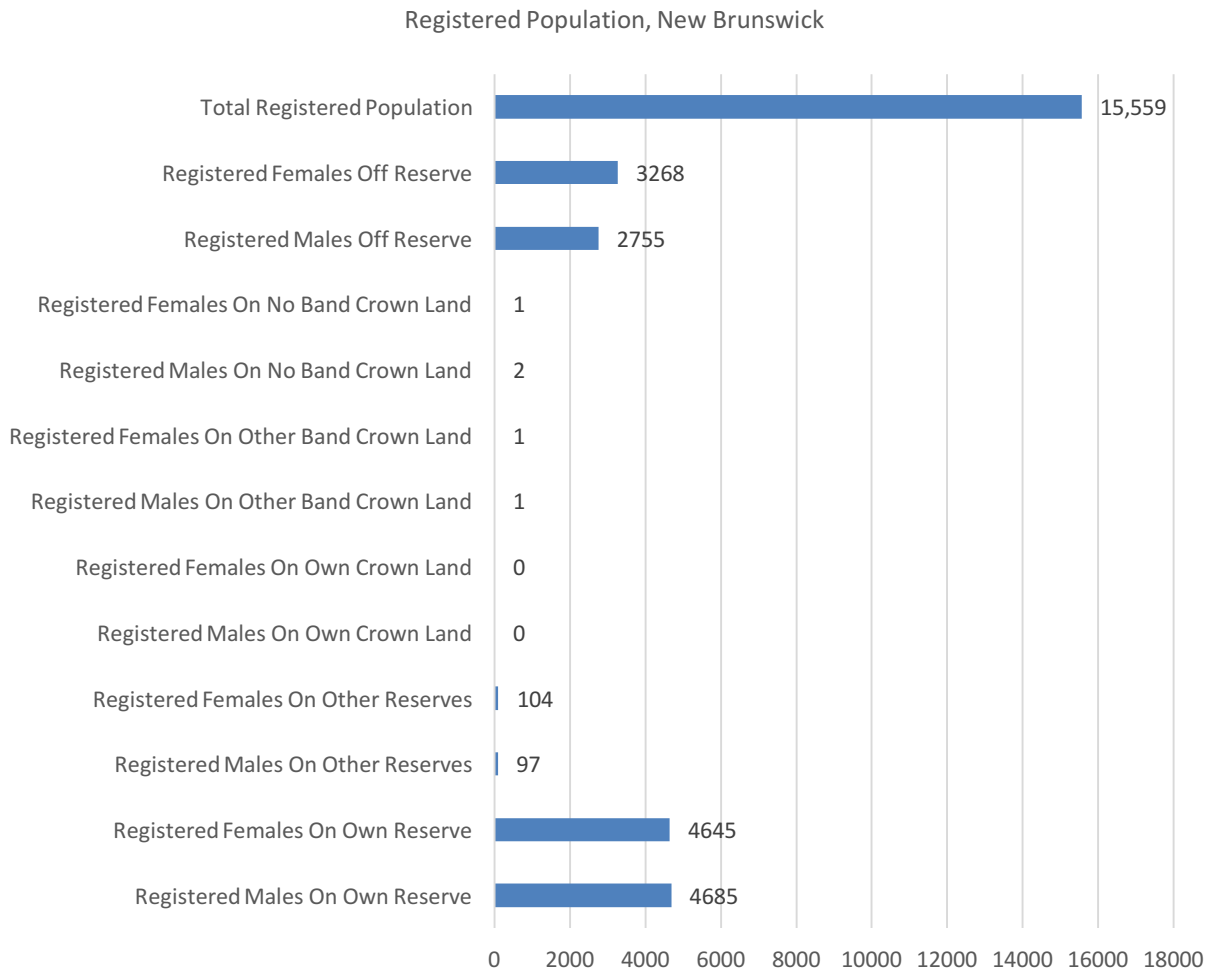 Registered Population, New Brunswick
Total Registered Population 15,559
Registered Females Off Reserve 3268
Registered Males Off Reserve 2755
Registered Females On No Band Crown Land 1
Registered Males On No Band Crown Land 2
Registered Females On Other Band Crown Land 1
Registered Males On Other Band Crown Land 1
Registered Females On Own Crown Land 0
Registered Males On Own Crown Land 0
Registered Females On Other Reserves 104
Registered Males On Other Reserves 97
Registered Females On Own Reserve 4645
Registered Males On Own Reserve 4685
0 2000 4000 6000 8000 10000 12000 14000 16000 18000